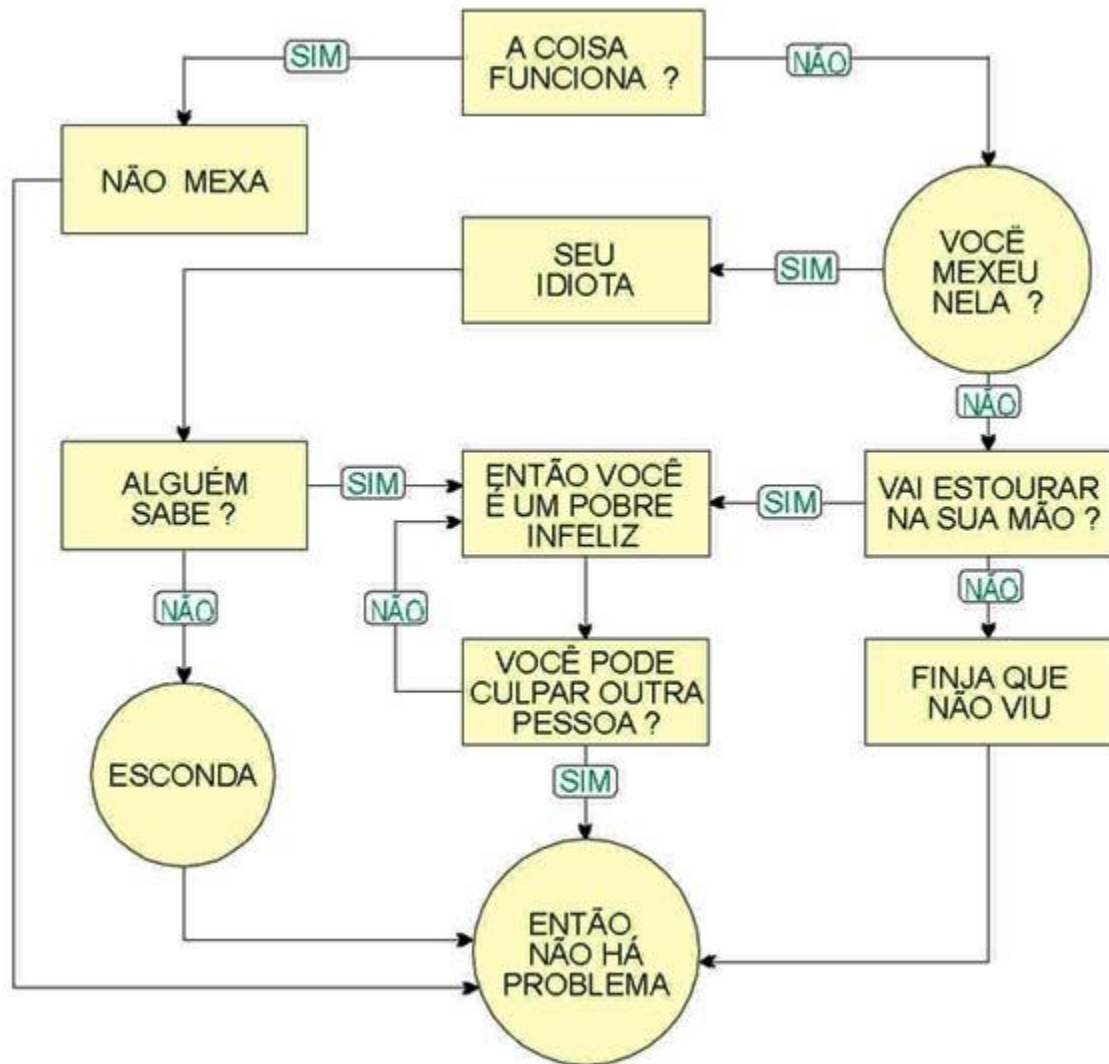 A COISA
FUNCIONA ?
SIM
NÃO
NÃO MEXA
VOCÊ
MEXEU
NELA ?
SIM
SEU
IDIOTA
NÃO
ALGUÉM
SABE ?
SIM
ENTÃO VOCÊ
É UM POBRE
INFELIZ
SIM
VAI ESTOURAR
NA SUA MÃO ?
NÃO
NÃO
NÃO
VOCÊ PODE
CULPAR OUTRA
PESSOA ?
FINJA QUE
NÃO VIU
ESCONDA
SIM
ENTÃO
NÃO HÁ
PROBLEMA